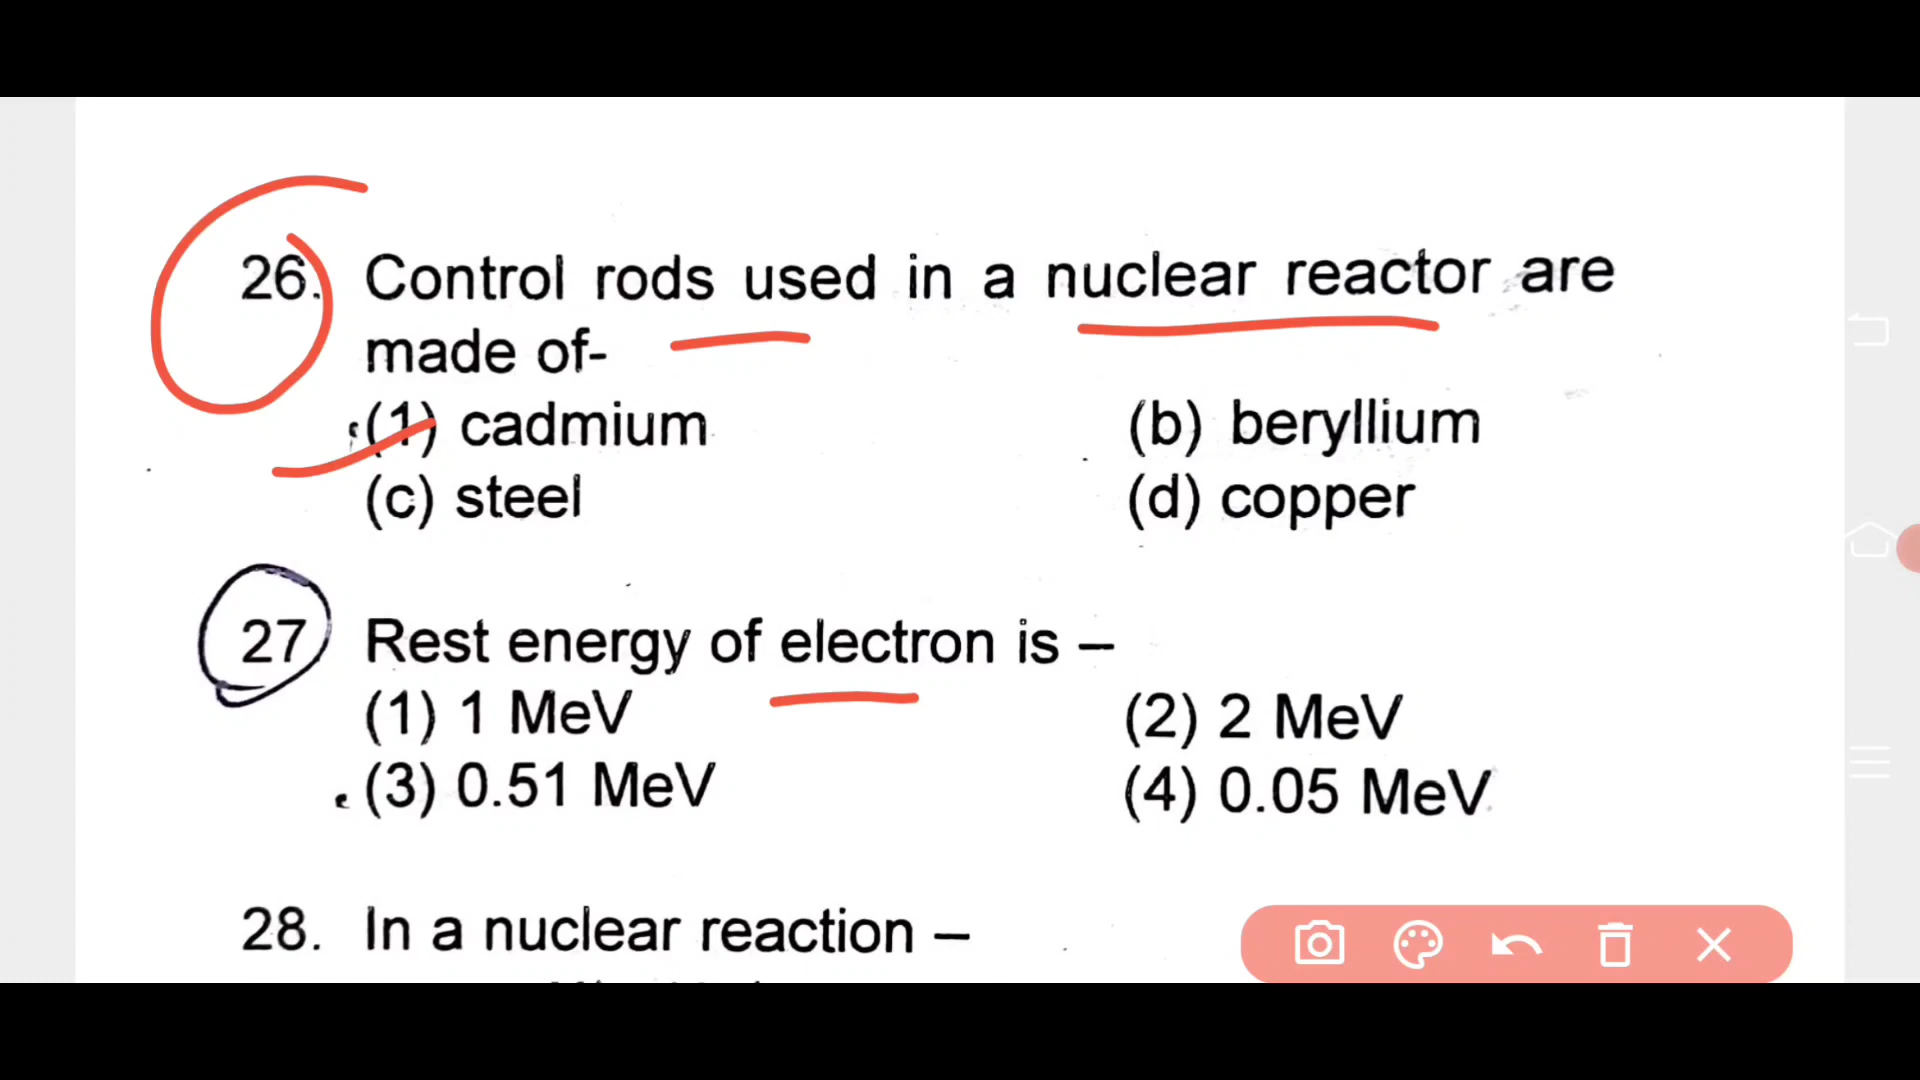 26. Control rods used in a nuclear reactor are
made of-
(1) cadmium (b) beryllium
(c) steel (d) copper
27 Rest energy of electron is –
(1) 1 MeV (2) 2 MeV
(3) 0.51 MeV (4) 0.05 MeV
28. In a nuclear reaction –